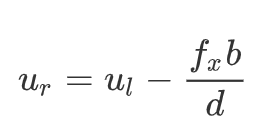 u_r = u_l − \frac{f_x b}{d}